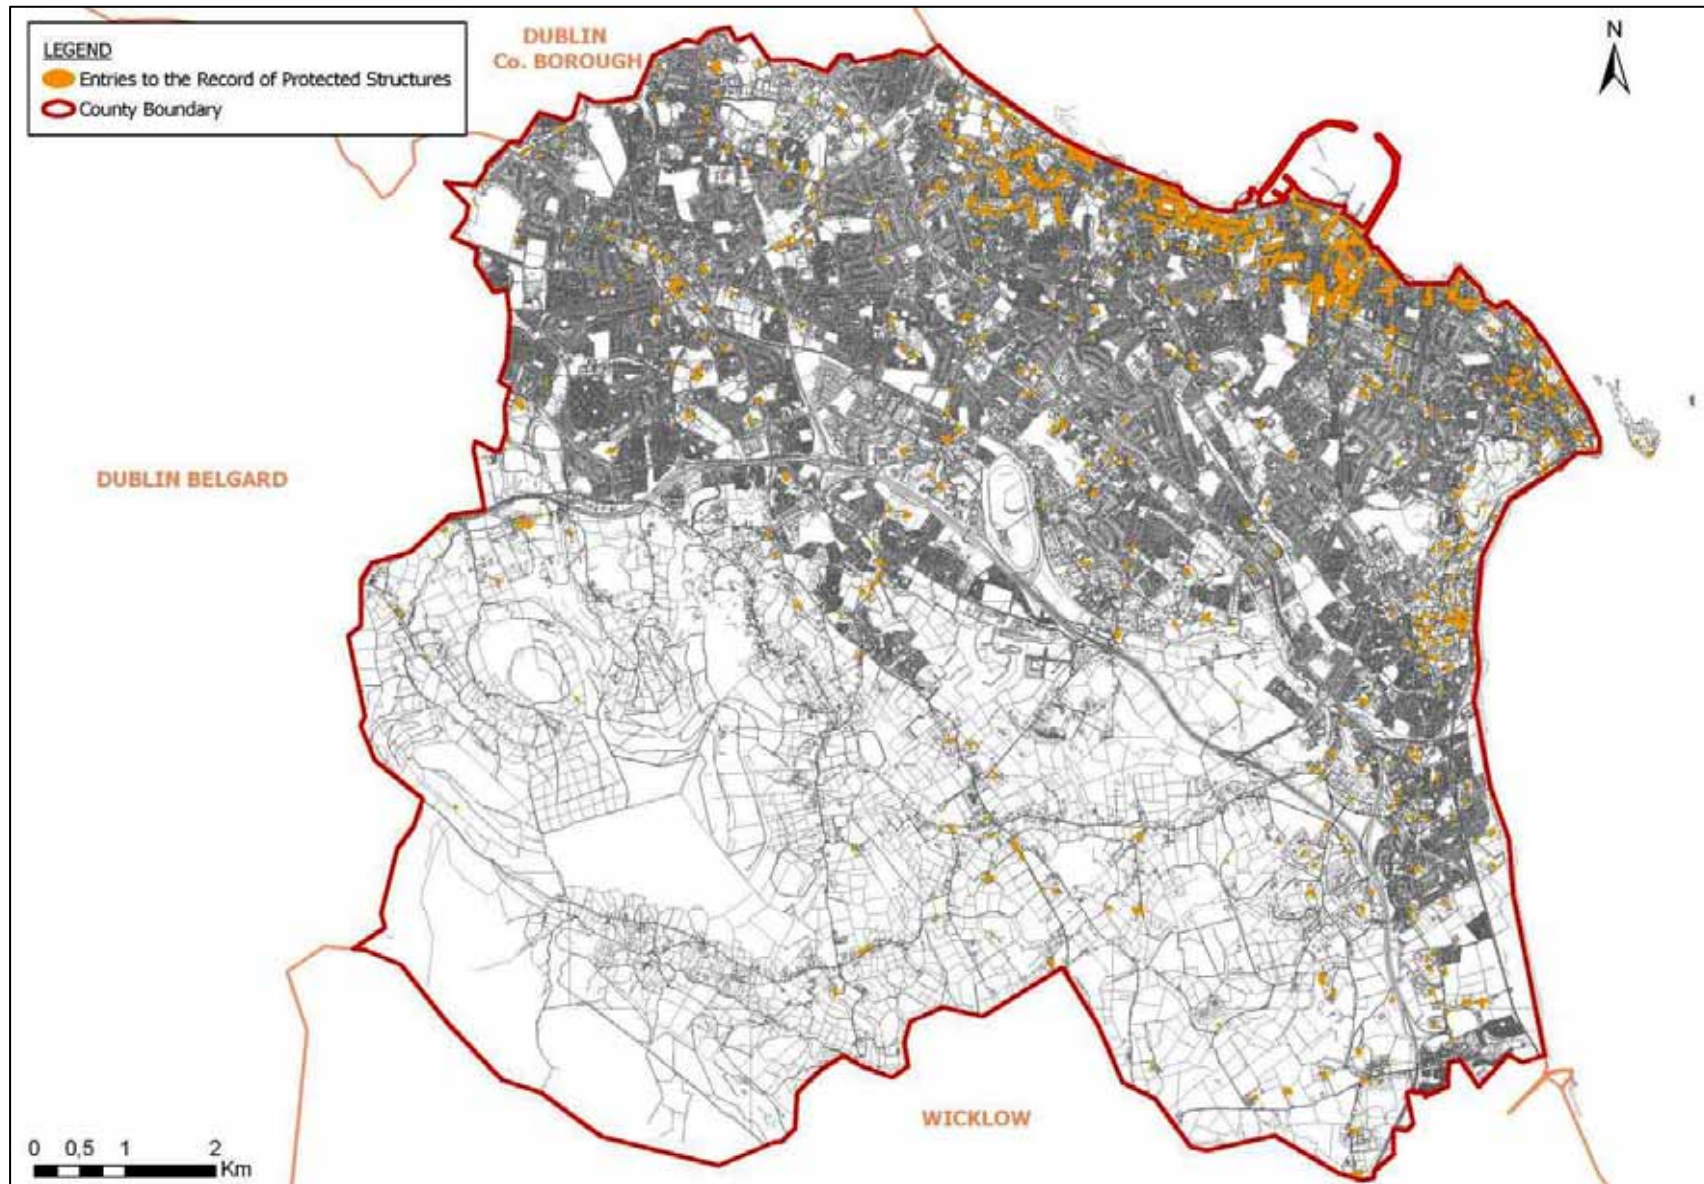 LEGEND
Entries to the Record of Protected Structures
County Boundary
DUBLIN
Co. BOROUGH
N
DUBLIN BELGARD
WICKLOW
0 0,5 1 2
Km